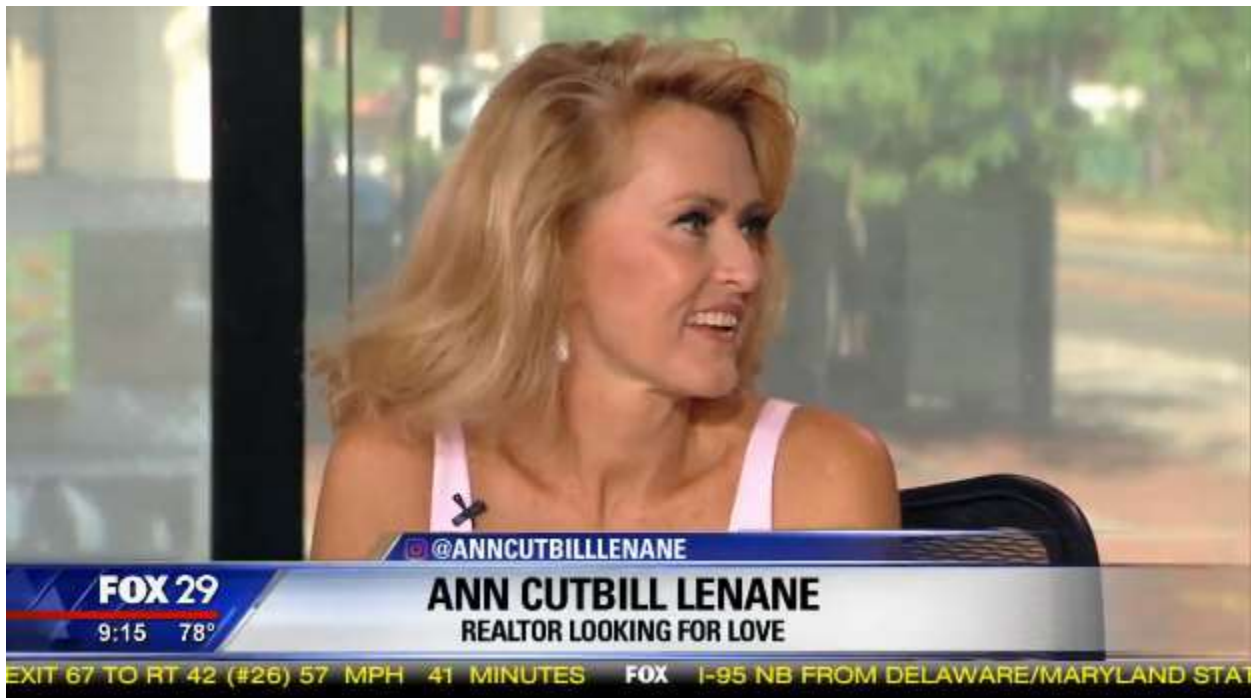 @ANNCUTBILLLENANE
FOX 29
ANN CUTBILL LENANE
9:15 78°
REALTOR LOOKING FOR LOVE
EXIT 67 TO RT 42 (#26) 57 MPH 41 MINUTES FOX I-95 NB FROM DELAWARE/MARYLAND STAT